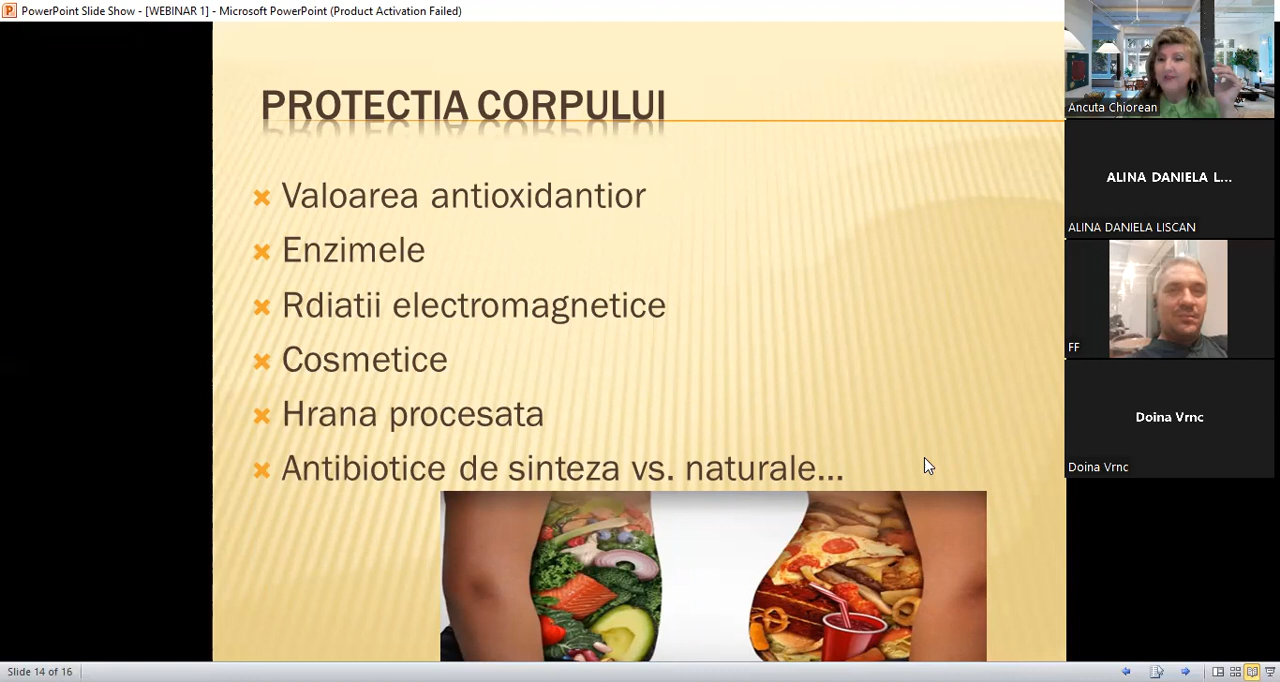 PowerPoint Slide Show - [WEBINAR 1] - Microsoft PowerPoint (Product Activation Failed)
PROTECTIA CORPULUI
Valoarea antioxidantior
Enzimele
Rdiatii electromagnetice
Cosmetice
Hrana procesata
Antibiotice de sinteza vs. naturale...
Ancuta Chiorean
ALINA DANIELA L...
ALINA DANIELA LISCAN
FF
Doina Vrnc
Doina Vrnc
Slide 14 of 16